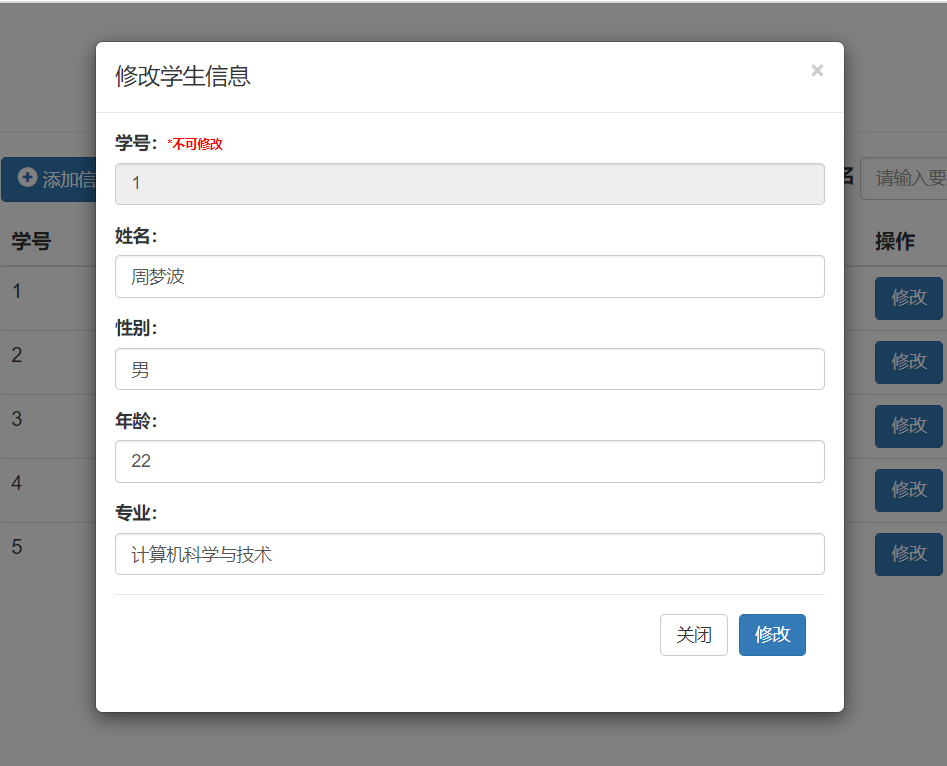 修改学生信息
×
学号：*不可修改
1
姓名：
周梦波
性别：
男
年龄：
22
专业：
计算机科学与技术
关闭
修改
添加信
名
请输入要
学号
操作
1
修改
2
修改
3
修改
4
修改
5
修改